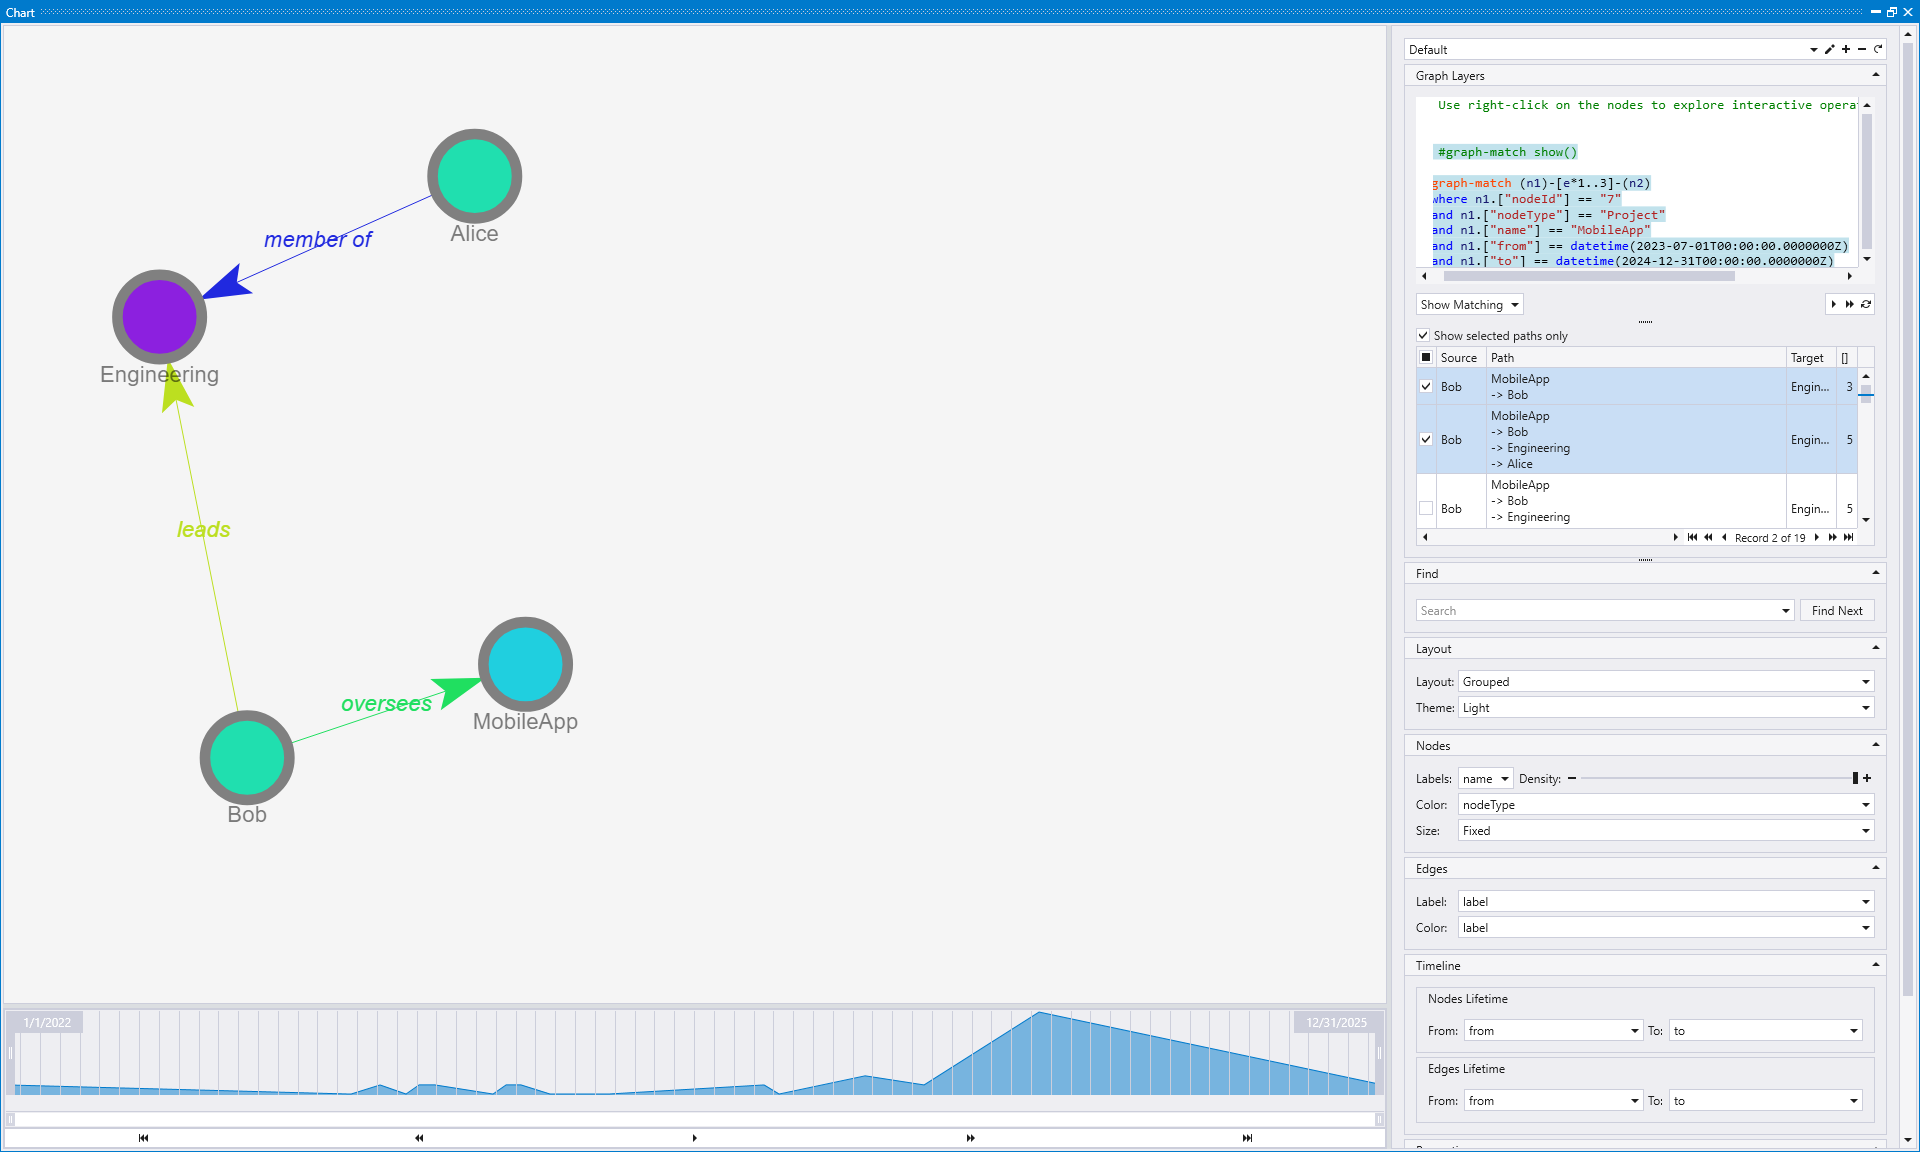 Chart
member of
Alice
Engineering
leads
oversees
MobileApp
Bob
1/1/2022
12/31/2025
Default
Graph Layers
Use right-click on the nodes to explore interactive opera
#graph-match show()
graph-match (n1)-[e*1..3]-(n2)
where n1.["nodeId"] == "7"
and n1.["nodeType"] == "Project"
and n1.["name"] == "MobileApp"
and n1.["from"] == datetime(2023-07-01T00:00:00.0000000Z)
and n1.["to"] == datetime(2024-12-31T00:00:00.0000000Z)
Show Matching
Show selected paths only
Source Path Target []
Bob MobileApp Engin... 3
-> Bob
Bob MobileApp Engin... 5
-> Bob
-> Engineering
-> Alice
Bob MobileApp Engin... 5
-> Bob
-> Engineering
Record 2 of 19
Find
Search Find Next
Layout
Layout: Grouped
Theme: Light
Nodes
Labels: name Density:
Color: nodeType
Size: Fixed
Edges
Label: label
Color: label
Timeline
Nodes Lifetime
From: from To: to
Edges Lifetime
From: from To: to